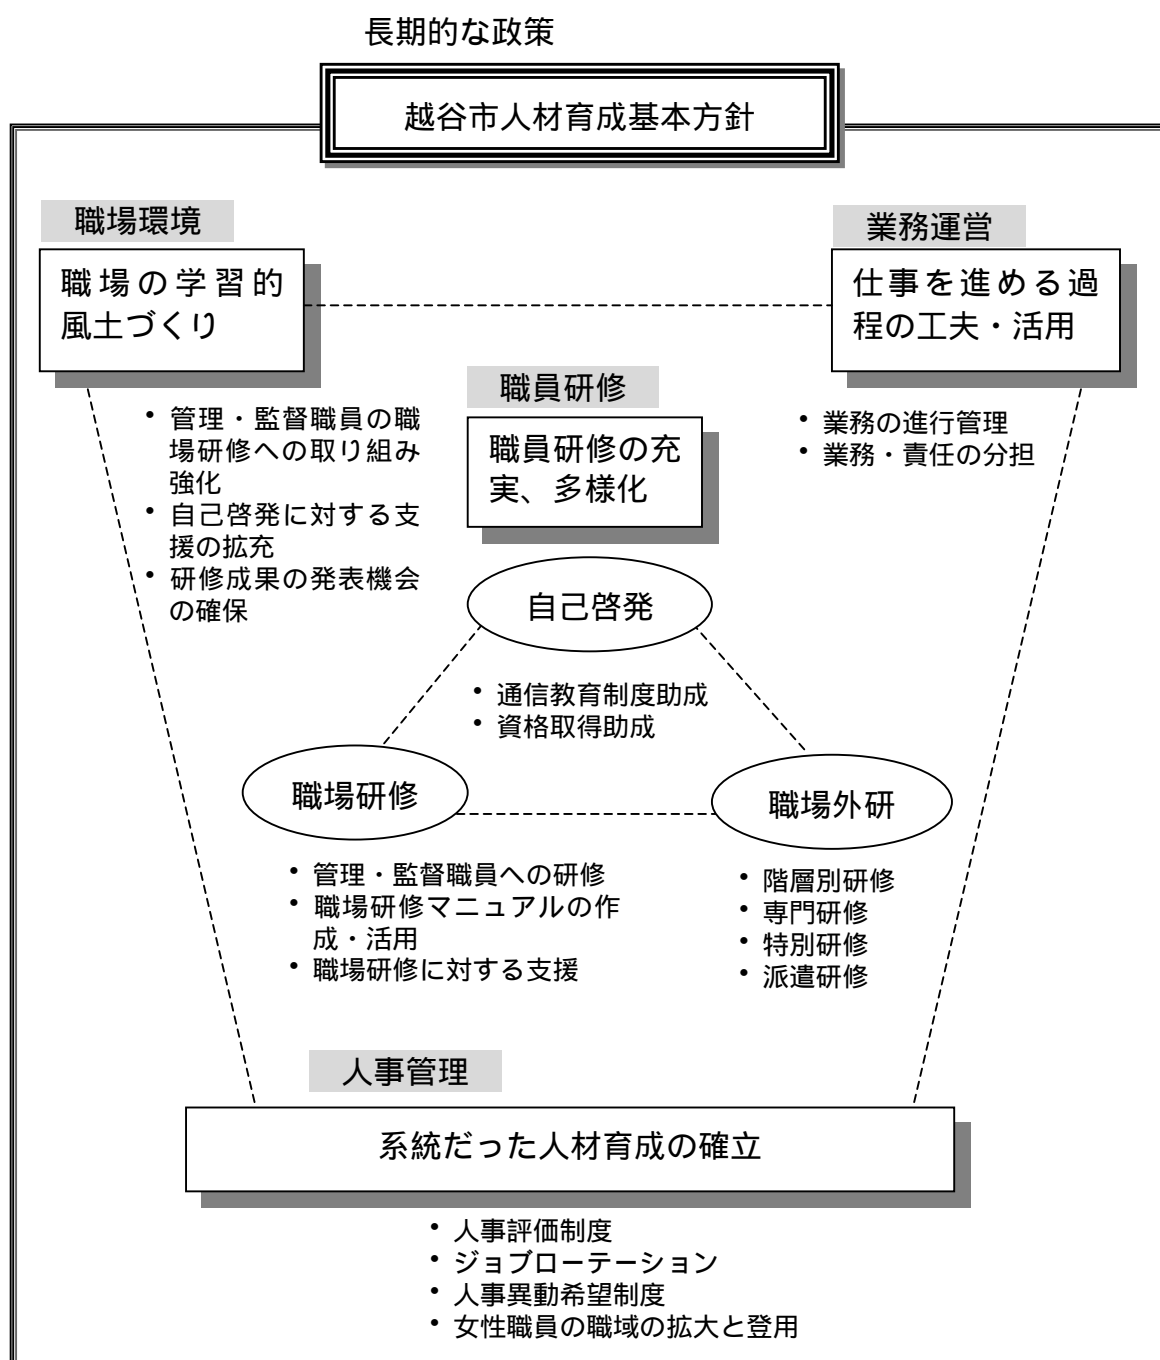 長期的な政策
越谷市人材育成基本方針
職場環境
職場の学習的
風土づくり
業務運営
仕事を進める過
程の工夫・活用
• 管理・監督職員の職
場研修への取り組み
強化
• 自己啓発に対する支
援の拡充
• 研修成果の発表機会
の確保
職員研修
職員研修の充
実、多様化
• 業務の進行管理
• 業務・責任の分担
自己啓発
• 通信教育制度助成
• 資格取得助成
職場研修
• 管理・監督職員への研修
• 職場研修マニュアルの作
成・活用
• 職場研修に対する支援
職場外研
• 階層別研修
• 専門研修
• 特別研修
• 派遣研修
人事管理
系統だった人材育成の確立
• 人事評価制度
• ジョブローテーション
• 人事異動希望制度
• 女性職員の職域の拡大と登用